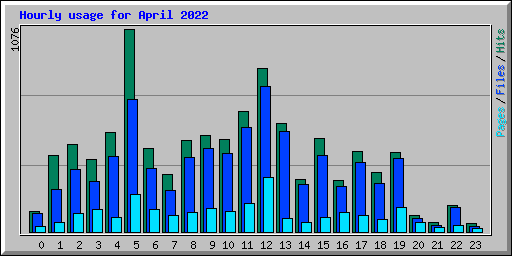 Hourly usage for April 2022
1076
Pages / Files / Hits
0 1 2 3 4 5 6 7 8 9 10 11 12 13 14 15 16 17 18 19 20 21 22 23